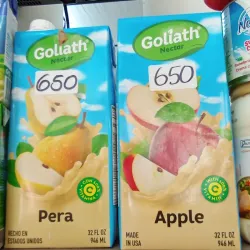 Goliath
Nectar
650
Pera
HECHO EN
ESTADOS UNIDOS
32 FL OZ
946 ML
Goliath
Nectar
650
Apple
MADE
IN USA
32 FL OZ
946 ML